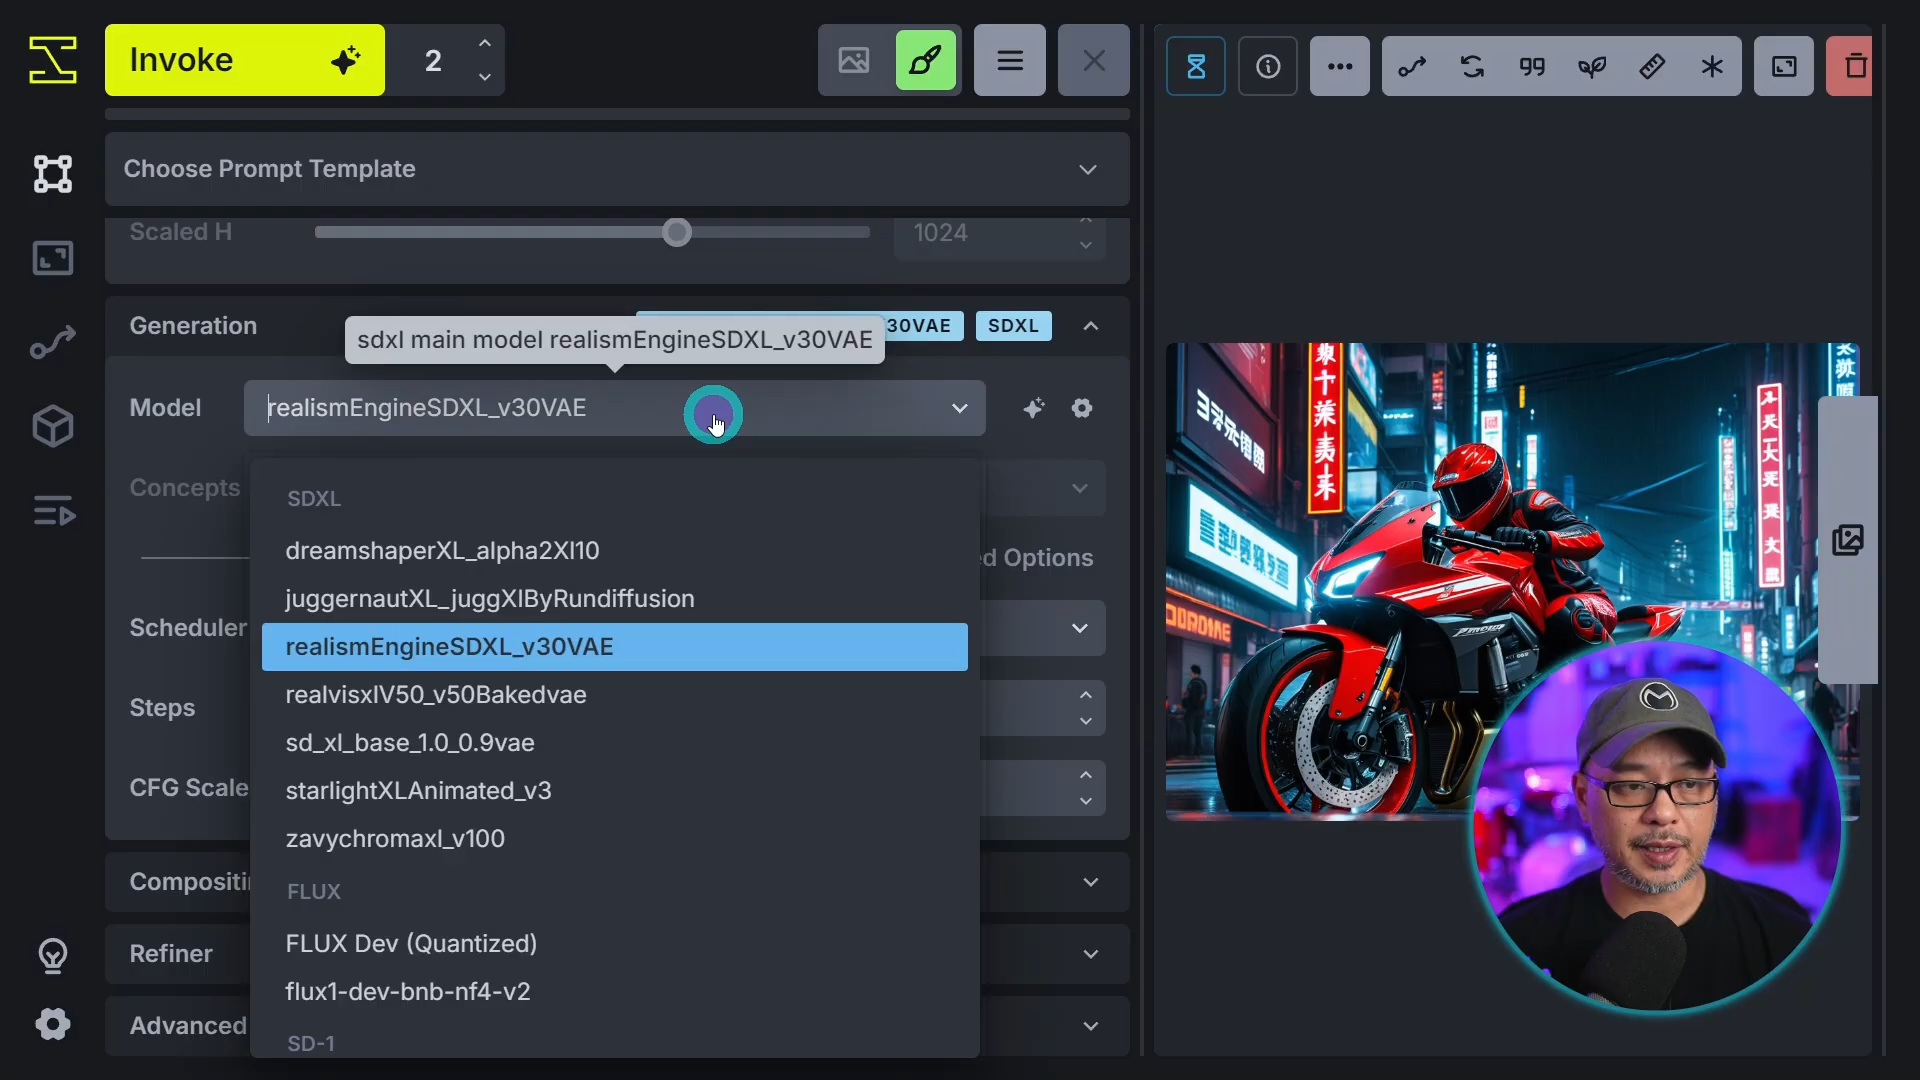 Invoke
2
Choose Prompt Template
Scaled H
1024
Generation
30VAE
SDXL
sdxl main model realismEngineSDXL_v30VAE
Model
realismEngineSDXL_v30VAE
Concepts
SDXL
dreamshaperXL_alpha2Xl10
d Options
juggernautXL_juggXlByRundiffusion
Scheduler
realismEngineSDXL_v30VAE
realvisxlV50_v50Bakedvae
Steps
sd_xl_base_1.0_0.9vae
CFG Scale
starlightXLAnimated_v3
zavychromaxl_v100
Compositi
FLUX
FLUX Dev (Quantized)
Refiner
flux1-dev-bnb-nf4-v2
Advanced
SD-1